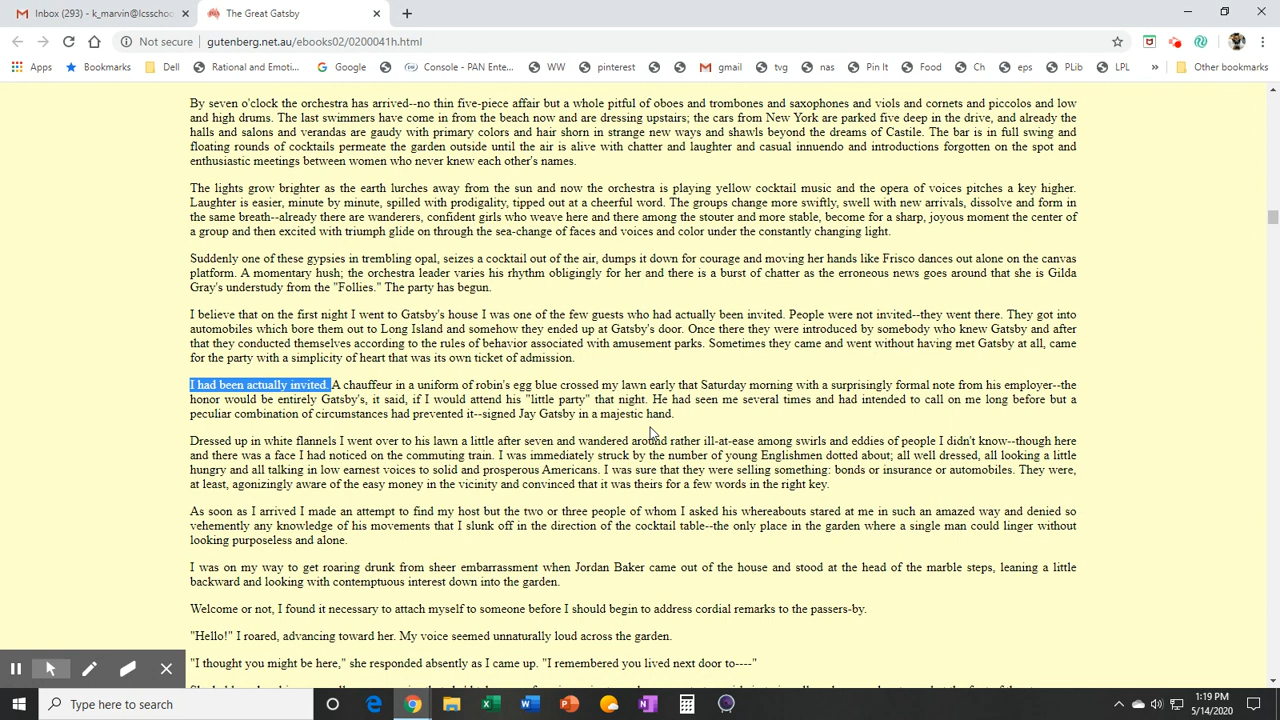 Inbox (293) - k_marvin@lcsschoo
The Great Gatsby
Not secure
gutenberg.net.au/ebooks02/0200041h.html
Apps
Bookmarks
Dell
Rational and Emotiu...
Google
Console - PAN Ente...
WW
pinterest
gmail
tvg
nas
Pin It
Food
Ch
eps
PLib
LPL
»
Other bookmarks
By seven o'clock the orchestra has arrived--no thin five-piece affair but a whole pitful of oboes and trombones and saxophones and viols and cornets and piccolos and low
and high drums. The last swimmers have come in from the beach now and are dressing upstairs; the cars from New York are parked five deep in the drive, and already the
halls and salons and verandas are gaudy with primary colors and hair shorn in strange new ways and shawls beyond the dreams of Castile. The bar is in full swing and
floating rounds of cocktails permeate the garden outside until the air is alive with chatter and laughter and casual innuendo and introductions forgotten on the spot and
enthusiastic meetings between women who never knew each other's names.
The lights grow brighter as the earth lurches away from the sun and now the orchestra is playing yellow cocktail music and the opera of voices pitches a key higher.
Laughter is easier, minute by minute, spilled with prodigality, tipped out at a cheerful word. The groups change more swiftly, swell with new arrivals, dissolve and form in
the same breath--already there are wanderers, confident girls who weave here and there among the stouter and more stable, become for a sharp, joyous moment the center of
a group and then excited with triumph glide on through the sea-change of faces and voices and color under the constantly changing light.
Suddenly one of these gypsies in trembling opal, seizes a cocktail out of the air, dumps it down for courage and moving her hands like Frisco dances out alone on the canvas
platform. A momentary hush; the orchestra leader varies his rhythm obligingly for her and there is a burst of chatter as the erroneous news goes around that she is Gilda
Gray's understudy from the "Follies." The party has begun.
I believe that on the first night I went to Gatsby's house I was one of the few guests who had actually been invited. People were not invited--they went there. They got into
automobiles which bore them out to Long Island and somehow they ended up at Gatsby's door. Once there they were introduced by somebody who knew Gatsby and after
that they conducted themselves according to the rules of behavior associated with amusement parks. Sometimes they came and went without having met Gatsby at all, came
for the party with a simplicity of heart that was its own ticket of admission.
I had been actually invited. A chauffeur in a uniform of robin's egg blue crossed my lawn early that Saturday morning with a surprisingly formal note from his employer--the
honor would be entirely Gatsby's, it said, if I would attend his "little party" that night. He had seen me several times and had intended to call on me long before but a
peculiar combination of circumstances had prevented it--signed Jay Gatsby in a majestic hand.
Dressed up in white flannels I went over to his lawn a little after seven and wandered around rather ill-at-ease among swirls and eddies of people I didn't know--though here
and there was a face I had noticed on the commuting train. I was immediately struck by the number of young Englishmen dotted about; all well dressed, all looking a little
hungry and all talking in low earnest voices to solid and prosperous Americans. I was sure that they were selling something: bonds or insurance or automobiles. They were,
at least, agonizingly aware of the easy money in the vicinity and convinced that it was theirs for a few words in the right key.
As soon as I arrived I made an attempt to find my host but the two or three people of whom I asked his whereabouts stared at me in such an amazed way and denied so
vehemently any knowledge of his movements that I slunk off in the direction of the cocktail table--the only place in the garden where a single man could linger without
looking purposeless and alone.
I was on my way to get roaring drunk from sheer embarrassment when Jordan Baker came out of the house and stood at the head of the marble steps, leaning a little
backward and looking with contemptuous interest down into the garden.
Welcome or not, I found it necessary to attach myself to someone before I should begin to address cordial remarks to the passers-by.
"Hello!" I roared, advancing toward her. My voice seemed unnaturally loud across the garden.
"I thought you might be here," she responded absently as I came up. "I remembered you lived next door to----"
Type here to search
1:19 PM
5/14/2020